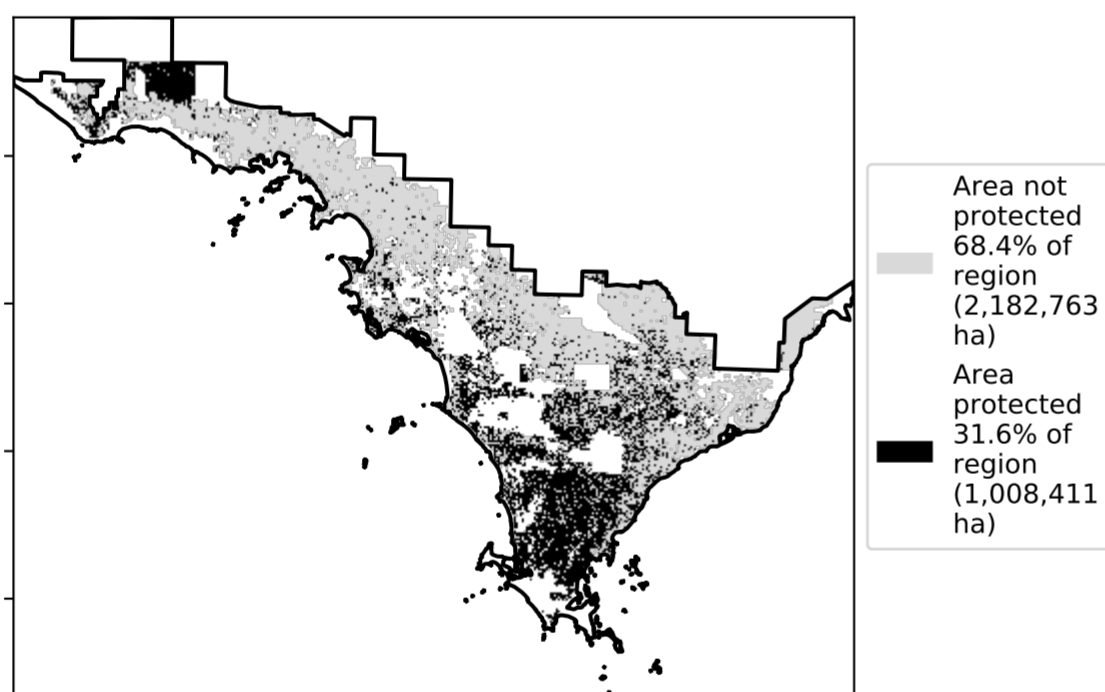 Area not
protected
68.4% of
region
(2,182,763
ha)
Area
protected
31.6% of
region
(1,008,411
ha)